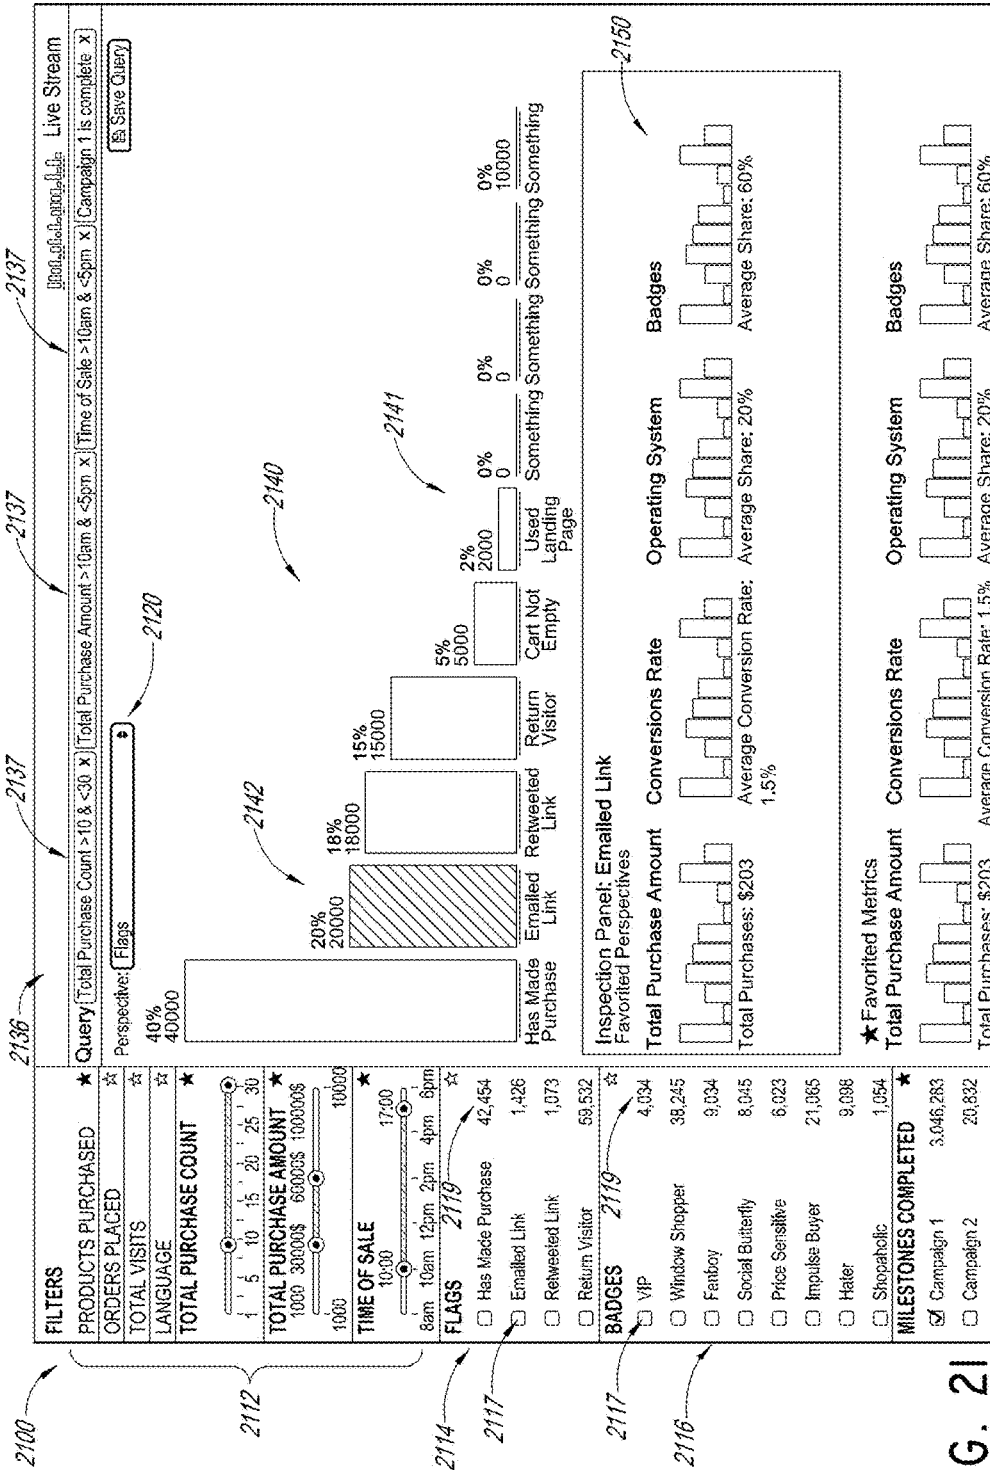 2100
2136
2137
2137
2137
FILTERS
PRODUCTS PURCHASED ★
ORDERS PLACED ☆
TOTAL VISITS ☆
LANGUAGE ☆
TOTAL PURCHASE COUNT ★
1 5 10 15 20 25 30
TOTAL PURCHASE AMOUNT ★
1000 30000$ 60000$ 100000$
1000 10000
TIME OF SALE ★
10:00 17:00
8am 10am 12pm 2pm 4pm 6pm
2112
2114
FLAGS ☆
2119
Has Made Purchase 42,454
Emailed Link 1,426
Retweeted Link 1,073
Return Visitor 59,532
2117
BADGES ☆
2119
VIP 4,034
Window Shopper 38,245
Fanboy 9,034
Social Butterfly 8,045
Price Sensitive 6,023
Impulse Buyer 21,065
Hater 9,098
Shopaholic 1,054
2117
2116
MILESTONES COMPLETED ★
Campaign 1 3,046,283
Campaign 2 20,832
Live Stream
Query Total Purchase Count >10 & <30 x Total Purchase Amount >10am & <5pm x Time of Sale >10am & <5pm x Campaign 1 is complete x
Perspective: Flags
2120
Save Query
2140
2142
2141
40%
40000
Has Made
Purchase
20%
20000
Emailed
Link
18%
18000
Retweeted
Link
15%
15000
Return
Visitor
5%
5000
Cart Not
Empty
2%
2000
Used
Landing
Page
0%
0
Something
0%
0
Something
0%
0
Something
0%
10000
Something
2150
Inspection Panel: Emailed Link
Favorited Perspectives
Total Purchase Amount Conversions Rate Operating System Badges
Total Purchases: $203
Average Conversion Rate:
1.5%
Average Share: 20%
Average Share: 60%
★ Favorited Metrics
Total Purchase Amount Conversions Rate Operating System Badges
Total Purchases: $203 Average Conversion Rate: 1.5% Average Share: 20% Average Share: 60%
G. 21